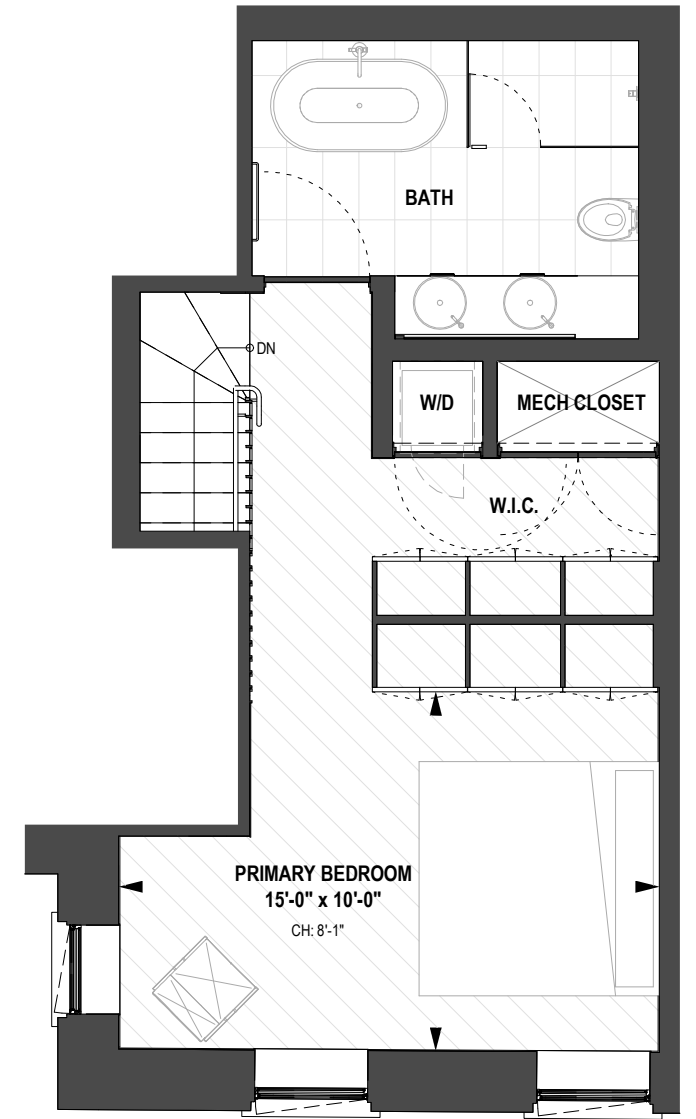 BATH
DN
W/D
MECH CLOSET
W.I.C.
PRIMARY BEDROOM
15'-0" x 10'-0"
CH: 8'-1"